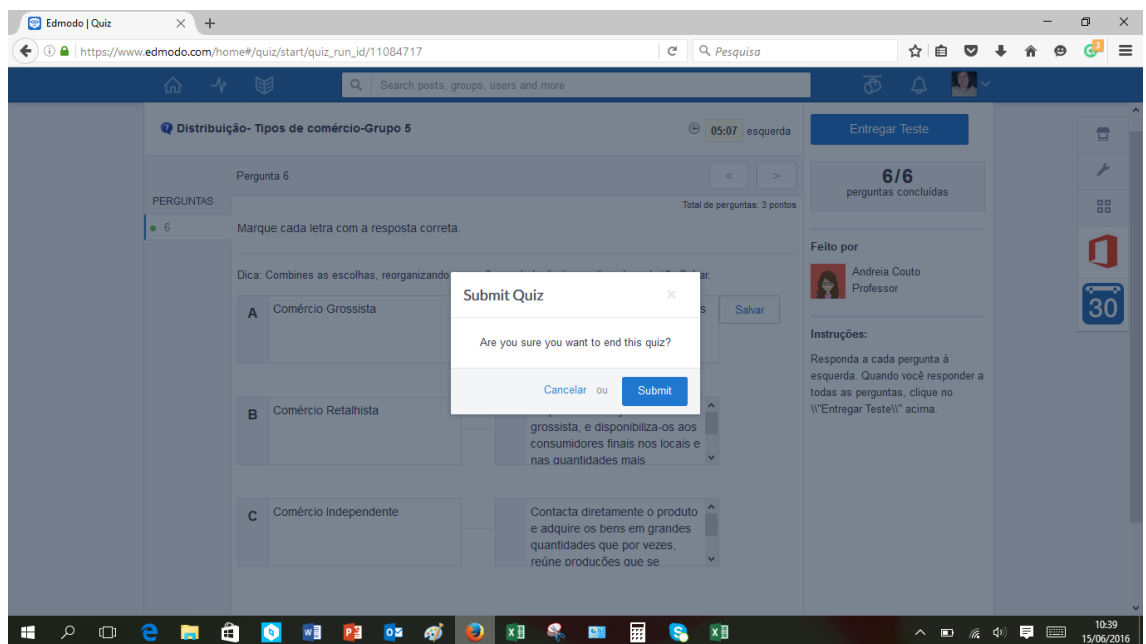 Edmodo | Quiz
https://www.edmodo.com/home#/quiz/start/quiz_run_id/11084717
Pesquisa
3
Search posts, groups, users and more
Distribuição- Tipos de comércio-Grupo 5
05:07 esquerda
Entregar Teste
Pergunta 6
< >
6/6
perguntas concluídas
PERGUNTAS
Total de perguntas: 3 pontos
6
Marque cada letra com a resposta correta.
Feito por
Andreia Couto
Professor
Dica: Combines as escolhas, reorganizando
ar.
30
Submit Quiz
Are you sure you want to end this quiz?
Cancelar ou Submit
A Comércio Grossista
s Salvar
Instruções:
Responda a cada pergunta à
esquerda. Quando você responder a
todas as perguntas, clique no
\\"Entregar Teste\\" acima.
B Comércio Retalhista
grossista, e disponibiliza-os aos
consumidores finais nos locais e
nas quantidades mais
C Comércio Independente
Contacta diretamente o produto
e adquire os bens em grandes
quantidades que por vezes,
reúne produções que se
10:39
15/06/2016